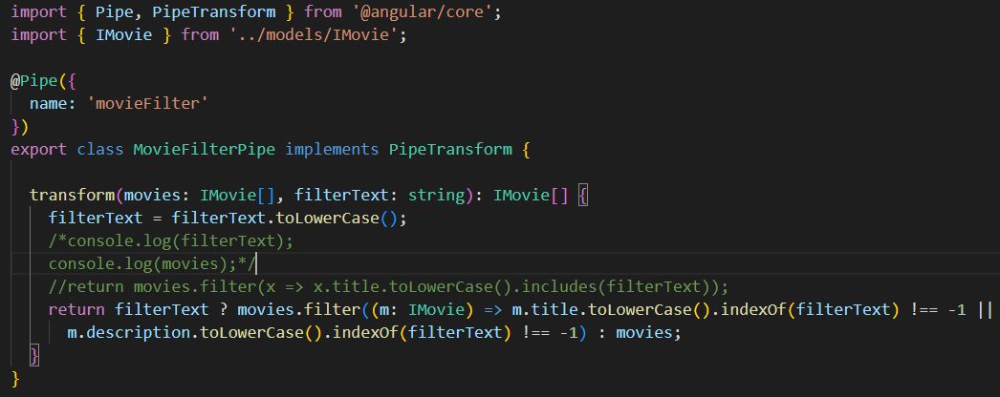 import { Pipe, PipeTransform } from '@angular/core';
import { IMovie } from '../models/IMovie';
@Pipe({
name: 'movieFilter'
})
export class MovieFilterPipe implements PipeTransform {
transform(movies: IMovie[], filterText: string): IMovie[] {
filterText = filterText.toLowerCase();
/*console.log(filterText);
console.log(movies);*/
//return movies.filter(x => x.title.toLowerCase().includes(filterText));
return filterText ? movies.filter((m: IMovie) => m.title.toLowerCase().indexOf(filterText) !== -1 ||
m.description.toLowerCase().indexOf(filterText) !== -1) : movies;
}
}